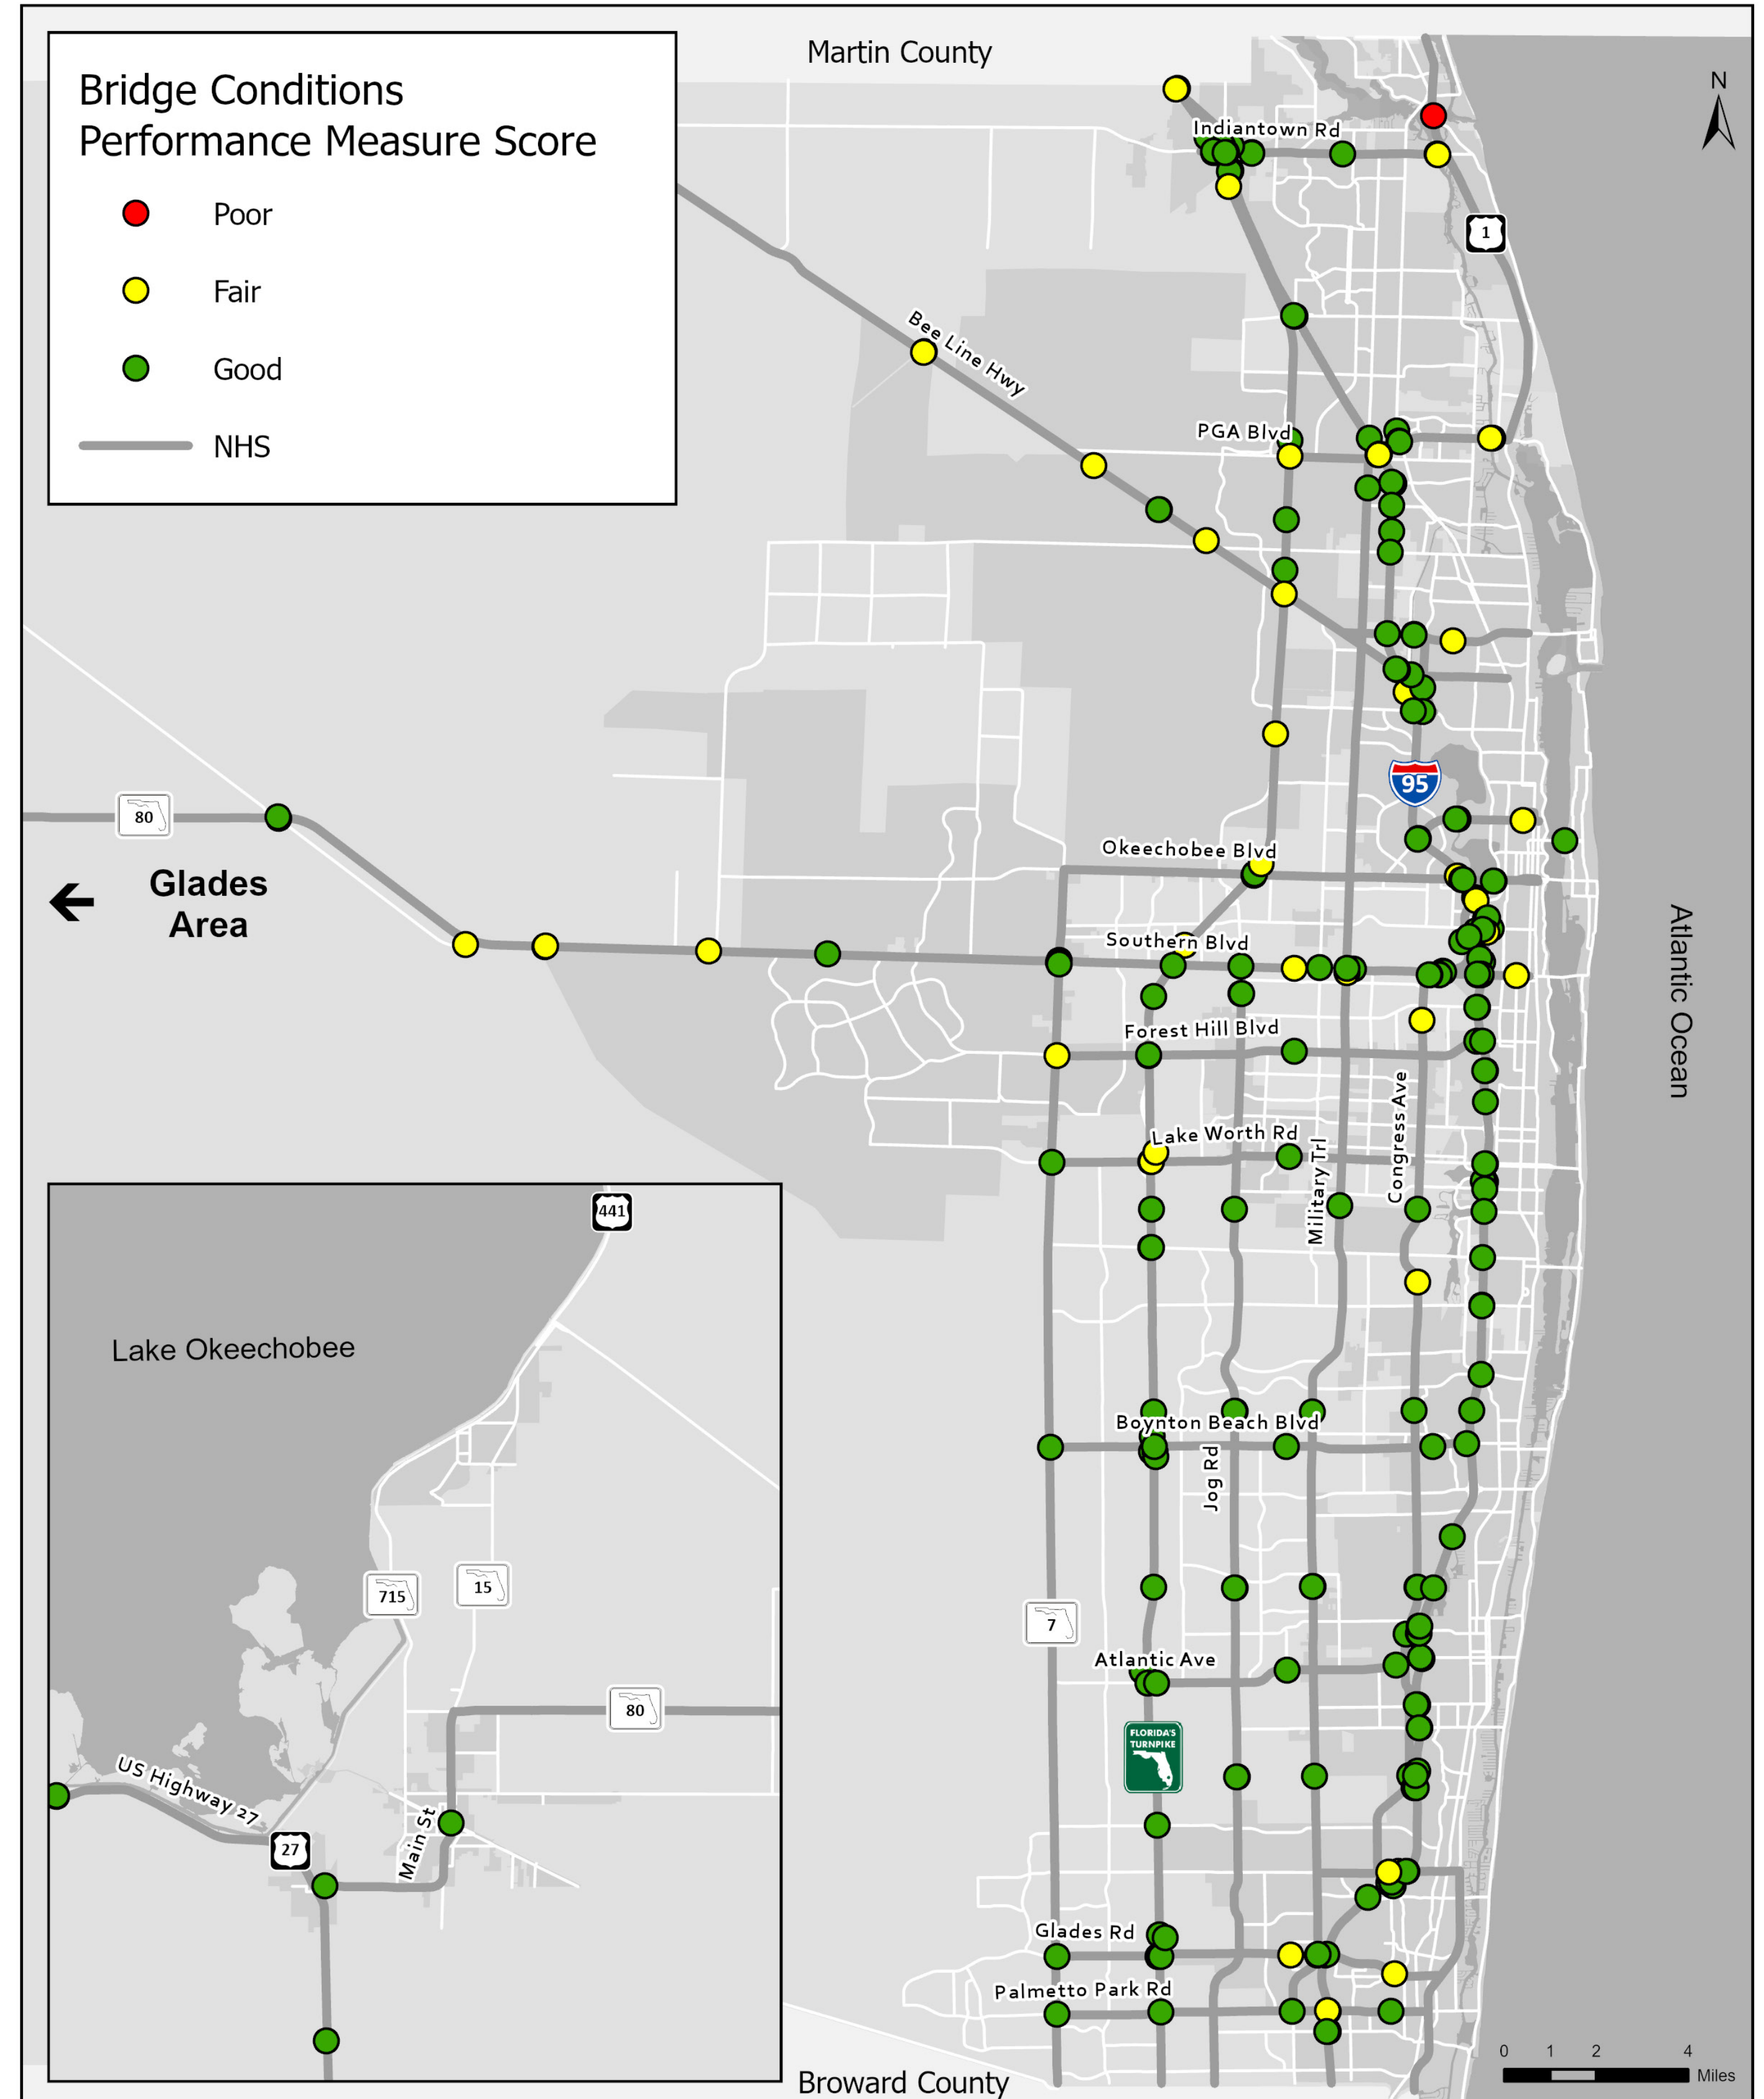 Martin County
Bridge Conditions
Performance Measure Score
Poor
Fair
Good
NHS
N
Indiantown Rd
1
Bee Line Hwy
PGA Blvd
95
80
Glades
Area
Okeechobee Blvd
Southern Blvd
Atlantic Ocean
Forest Hill Blvd
Congress Ave
Lake Worth Rd
Military Trl
441
Lake Okeechobee
Boynton Beach Blvd
Jog Rd
715
15
7
Atlantic Ave
80
FLORIDA'S
TURNPIKE
US Highway 27
27
Main St
Glades Rd
Palmetto Park Rd
0 1 2 4
Miles
Broward County